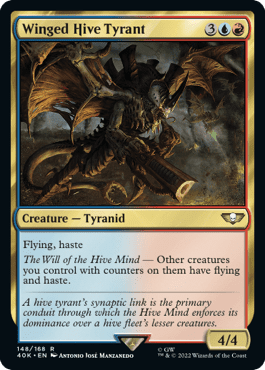 Winged Hive Tyrant 3
Creature — Tyranid
Flying, haste
The Will of the Hive Mind — Other
creatures you control with counters on them have flying
and haste.
A hive tyrant's synaptic link is the primary
conduit through which the Hive Mind enforces its
dominance over a hive fleet's lesser creatures.
4/4
148/168 R
40K • EN Antonio José Manzanedo
© GW
™ & © 2022 Wizards of the Coast